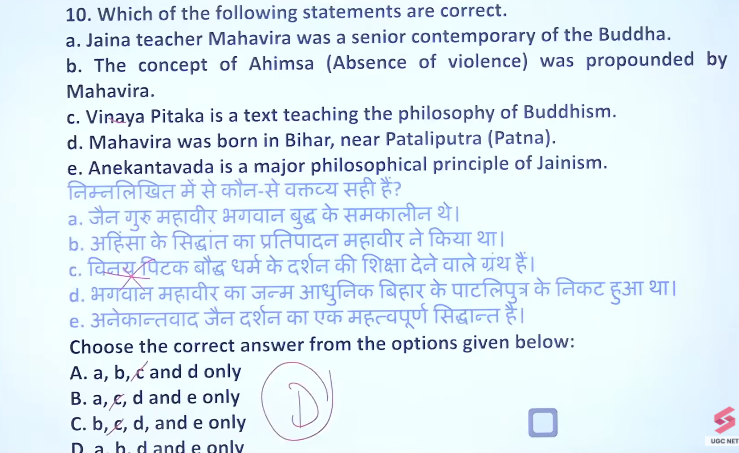 10. Which of the following statements are correct.
a. Jaina teacher Mahavira was a senior contemporary of the Buddha.
b. The concept of Ahimsa (Absence of violence) was propounded by
Mahavira.
c. Vinaya Pitaka is a text teaching the philosophy of Buddhism.
d. Mahavira was born in Bihar, near Pataliputra (Patna).
e. Anekantavada is a major philosophical principle of Jainism.
निम्नलिखित में से कौन-से वक्तव्य सही हैं?
a. जैन गुरु महावीर भगवान बुद्ध के समकालीन थे।
b. अहिंसा के सिद्धांत का प्रतिपादन महावीर ने किया था।
c. विनय पिटक बौद्ध धर्म के दर्शन की शिक्षा देने वाले ग्रंथ हैं।
d. भगवान महावीर का जन्म आधुनिक बिहार के पाटलिपुत्र के निकट हुआ था।
e. अनेकान्तवाद जैन दर्शन का एक महत्वपूर्ण सिद्धान्त है।
Choose the correct answer from the options given below:
A. a, b, c and d only
B. a, c, d and e only
C. b, c, d, and e only
D
D. a, b, d and e only
UGC NET